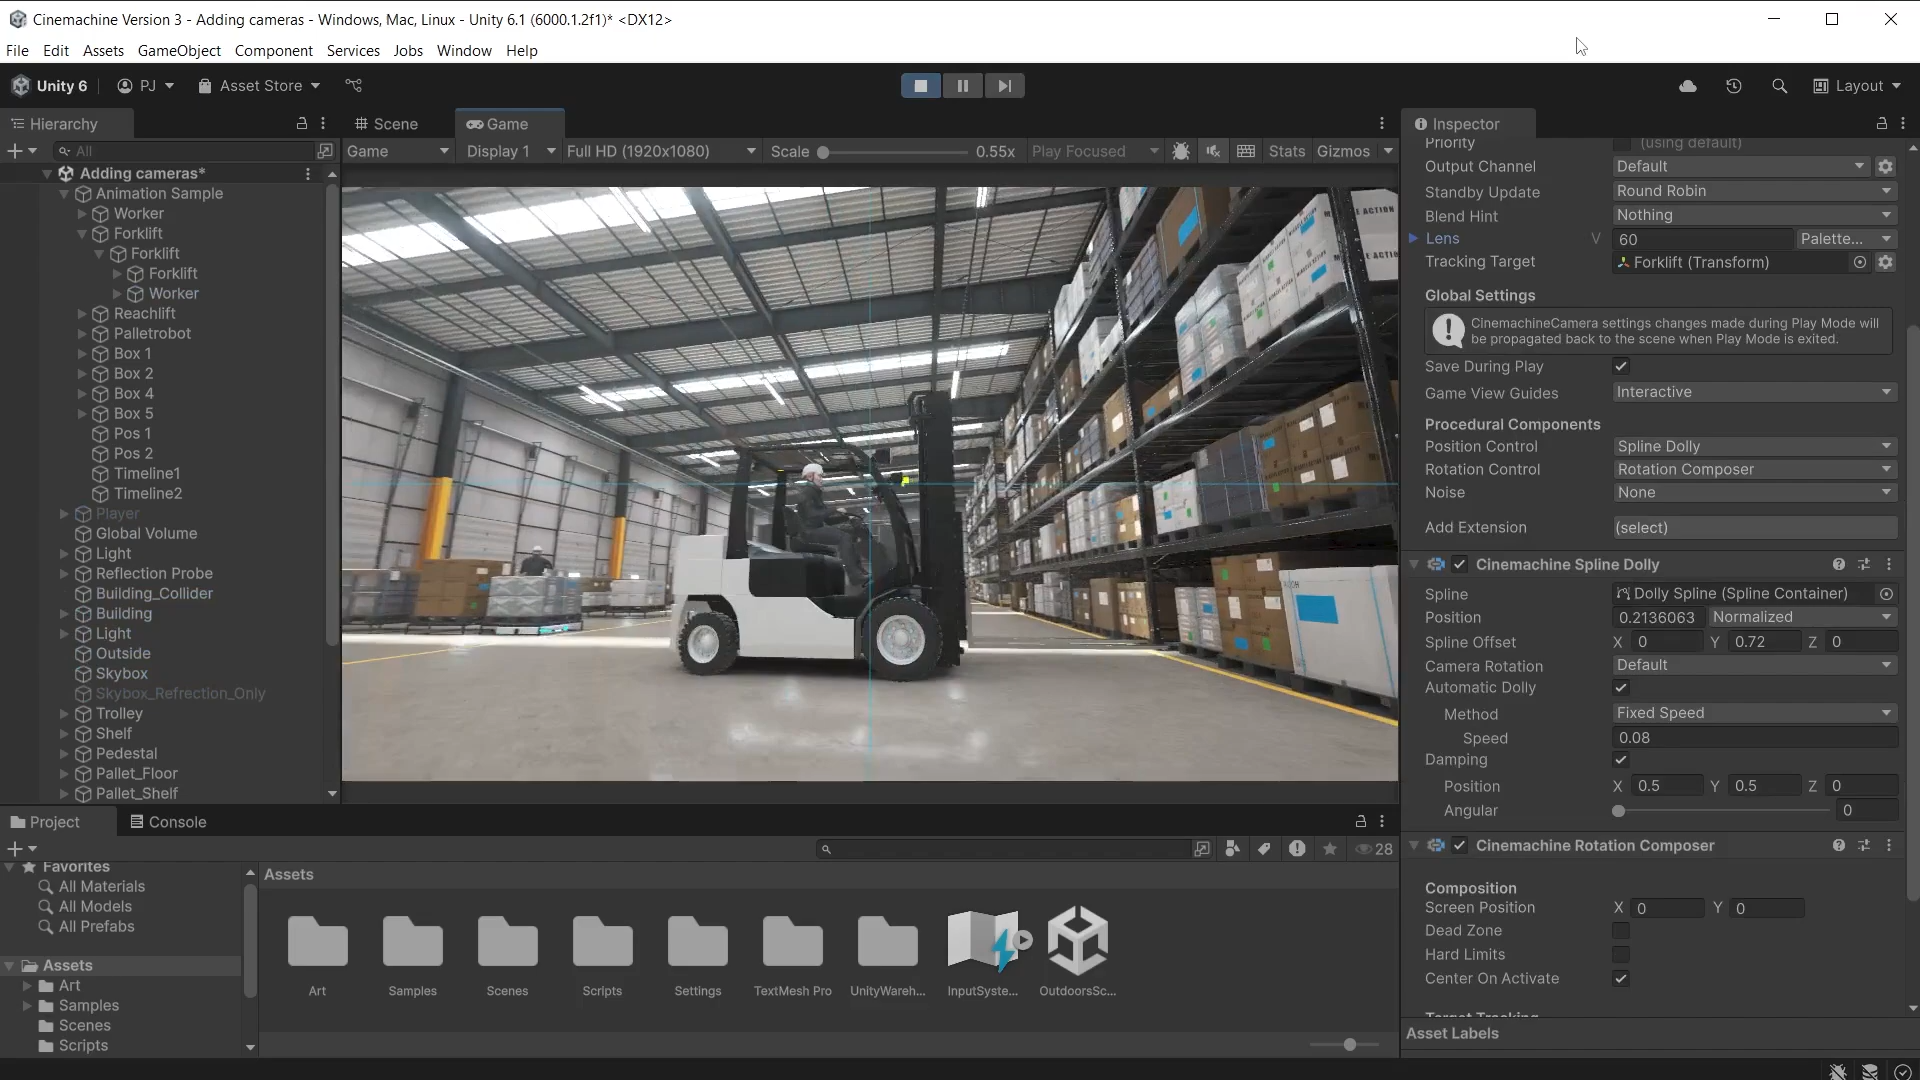 Cinemachine Version 3 - Adding cameras - Windows, Mac, Linux - Unity 6.1 (6000.1.2f1)* <DX12>
File Edit Assets GameObject Component Services Jobs Window Help
Unity 6 PJ Asset Store Layout
Hierarchy
All
Adding cameras*
Animation Sample
Worker
Forklift
Forklift
Forklift
Worker
Reachlift
Palletrobot
Box 1
Box 2
Box 4
Box 5
Pos 1
Pos 2
Timeline1
Timeline2
Player
Global Volume
Light
Reflection Probe
Building_Collider
Building
Light
Outside
Skybox
Skybox_Refrection_Only
Trolley
Shelf
Pedestal
Pallet_Floor
Pallet_Shelf
Scene Game
Game Display 1 Full HD (1920x1080) Scale 0.55x Play Focused Stats Gizmos
Inspector
Priority (using default)
Output Channel Default
Standby Update Round Robin
Blend Hint Nothing
Lens V 60 Palette...
Tracking Target Forklift (Transform)
Global Settings
CinemachineCamera settings changes made during Play Mode will
be propagated back to the scene when Play Mode is exited.
Save During Play
Game View Guides Interactive
Procedural Components
Position Control Spline Dolly
Rotation Control Rotation Composer
Noise None
Add Extension (select)
Cinemachine Spline Dolly
Spline Dolly Spline (Spline Container)
Position 0.2136063 Normalized
Spline Offset X 0 Y 0.72 Z 0
Camera Rotation Default
Automatic Dolly
Method Fixed Speed
Speed 0.08
Damping
Position X 0.5 Y 0.5 Z 0
Angular 0
Cinemachine Rotation Composer
Composition
Screen Position X 0 Y 0
Dead Zone
Hard Limits
Center On Activate
Target Tracking
Asset Labels
Project Console
28
Favorites
All Materials
All Models
All Prefabs
Assets
Art
Samples
Scenes
Scripts
Assets
Art Samples Scenes Scripts Settings TextMesh Pro UnityWareh... InputSyste... OutdoorsSc...